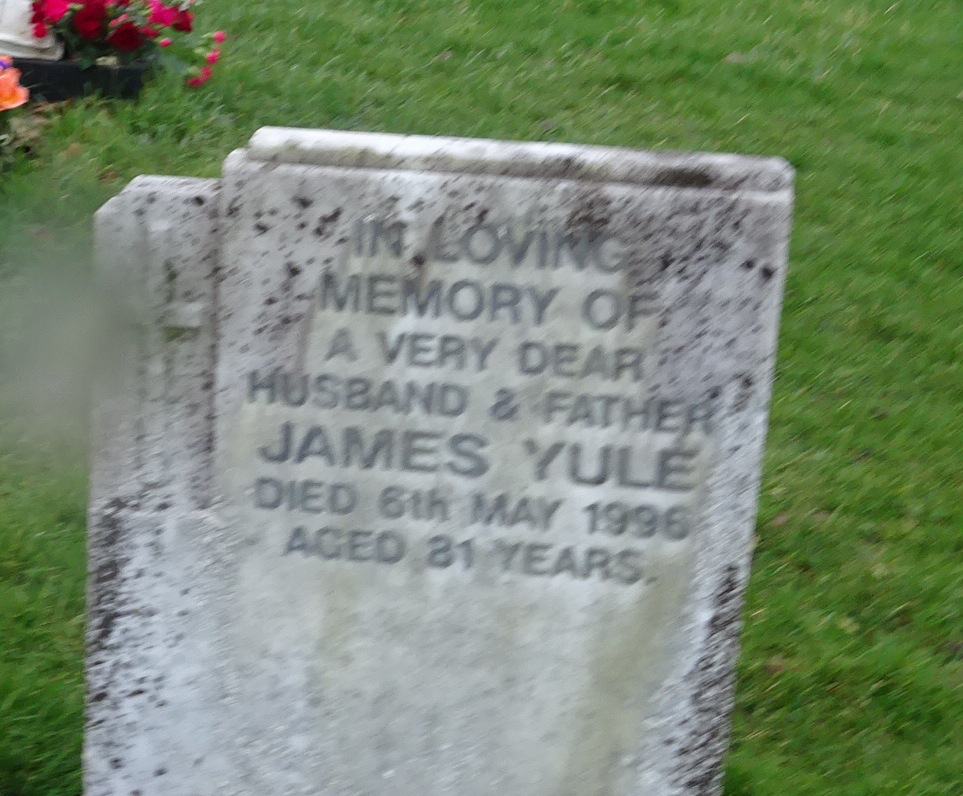 IN LOVING
MEMORY OF
A VERY DEAR
HUSBAND & FATHER
JAMES YULE
DIED 6th MAY 1996
AGED 81 YEARS.